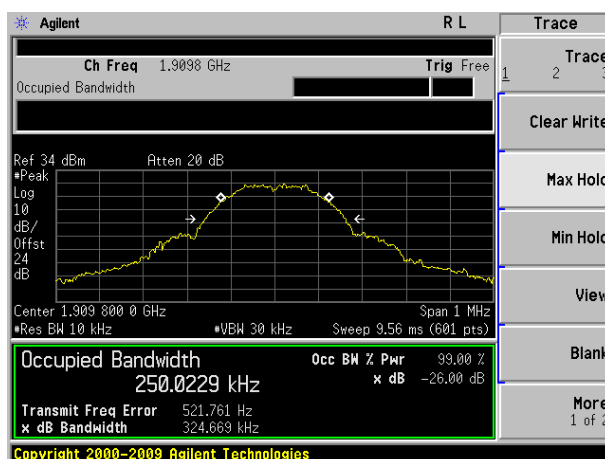 Agilent R L Trace
Ch Freq 1.9098 GHz Trig Free
Occupied Bandwidth
Trace
1 2 3
Clear Write
Max Hold
Min Hold
View
Blank
More
1 of 2
Ref 34 dBm Atten 20 dB
#Peak
Log
10
dB/
Offst
24
dB
Center 1.909 800 0 GHz Span 1 MHz
#Res BW 10 kHz #VBW 30 kHz Sweep 9.56 ms (601 pts)
Occupied Bandwidth Occ BW % Pwr 99.00 %
250.0229 kHz x dB -26.00 dB
Transmit Freq Error 521.761 Hz
x dB Bandwidth 324.669 kHz
Copyright 2000-2009 Agilent Technologies